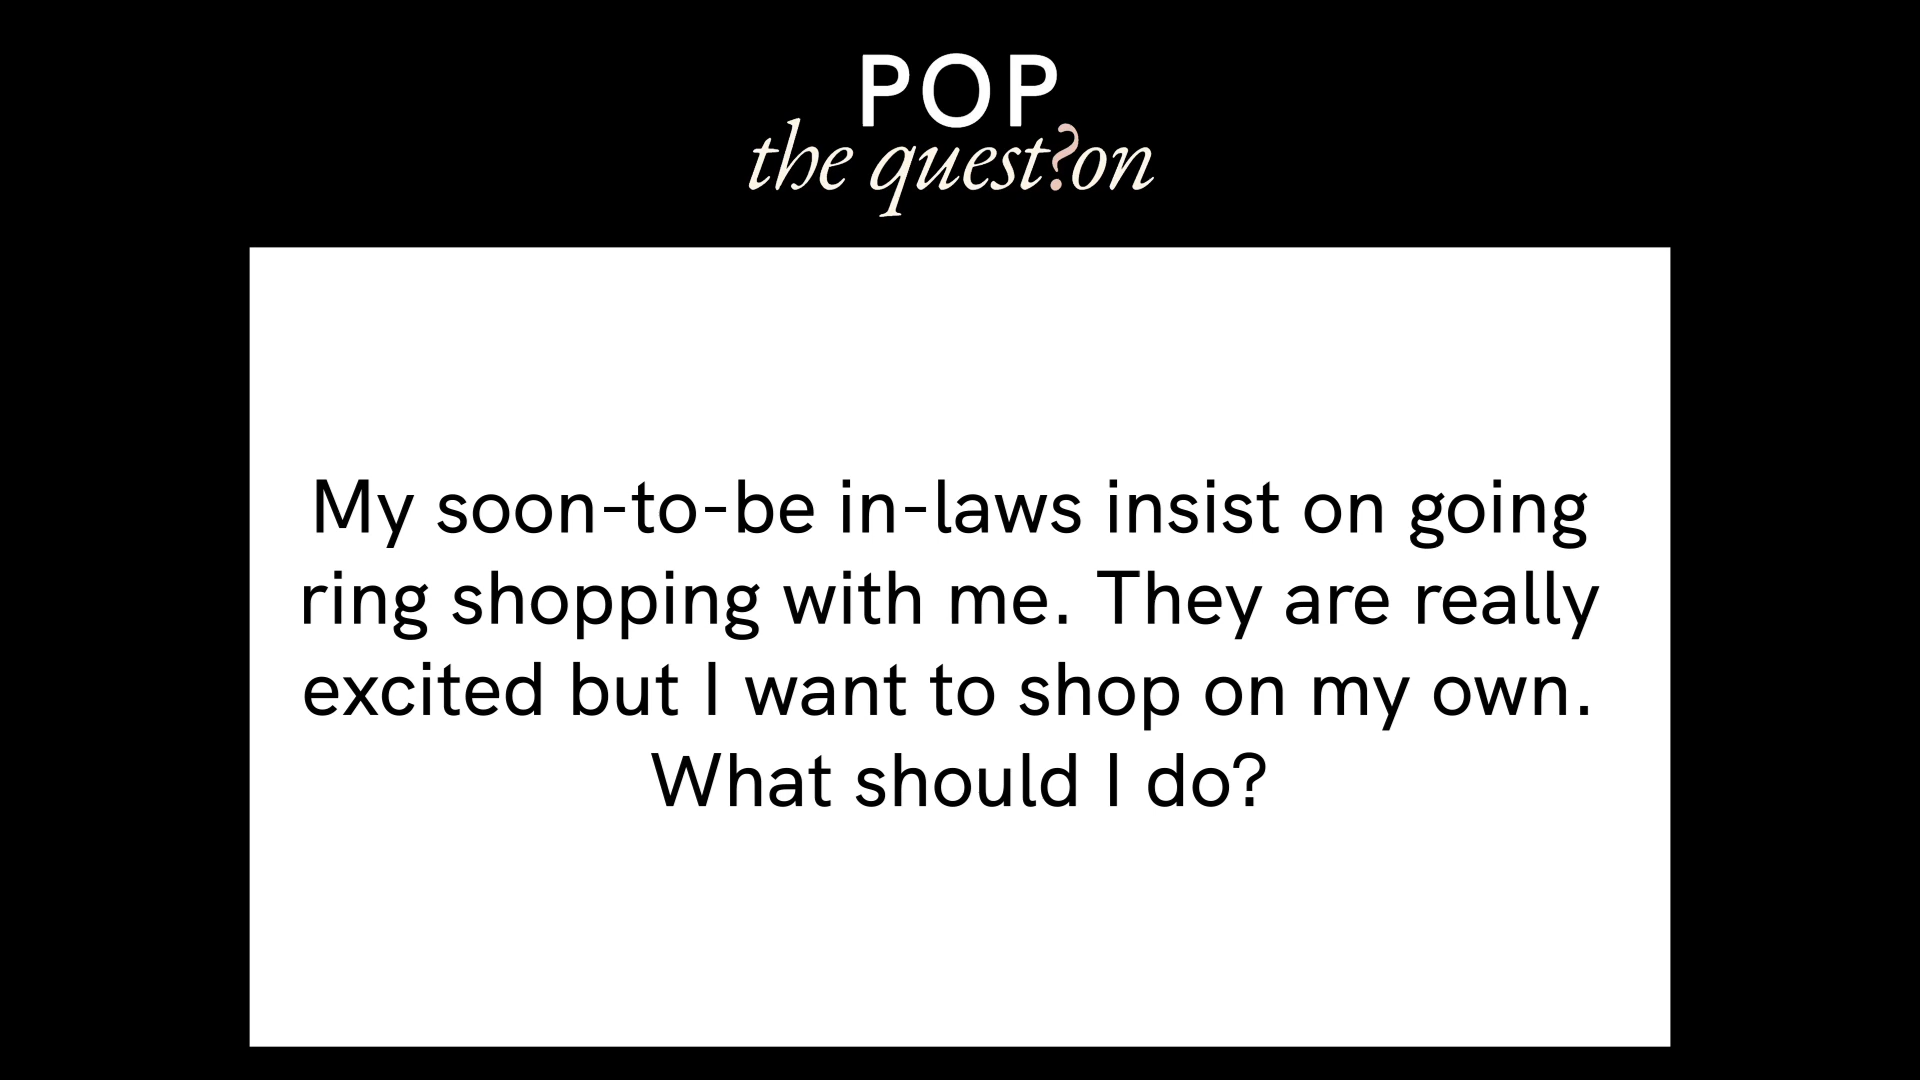 POP
the quest?on
My soon-to-be in-laws insist on going
ring shopping with me. They are really
excited but I want to shop on my own.
What should I do?